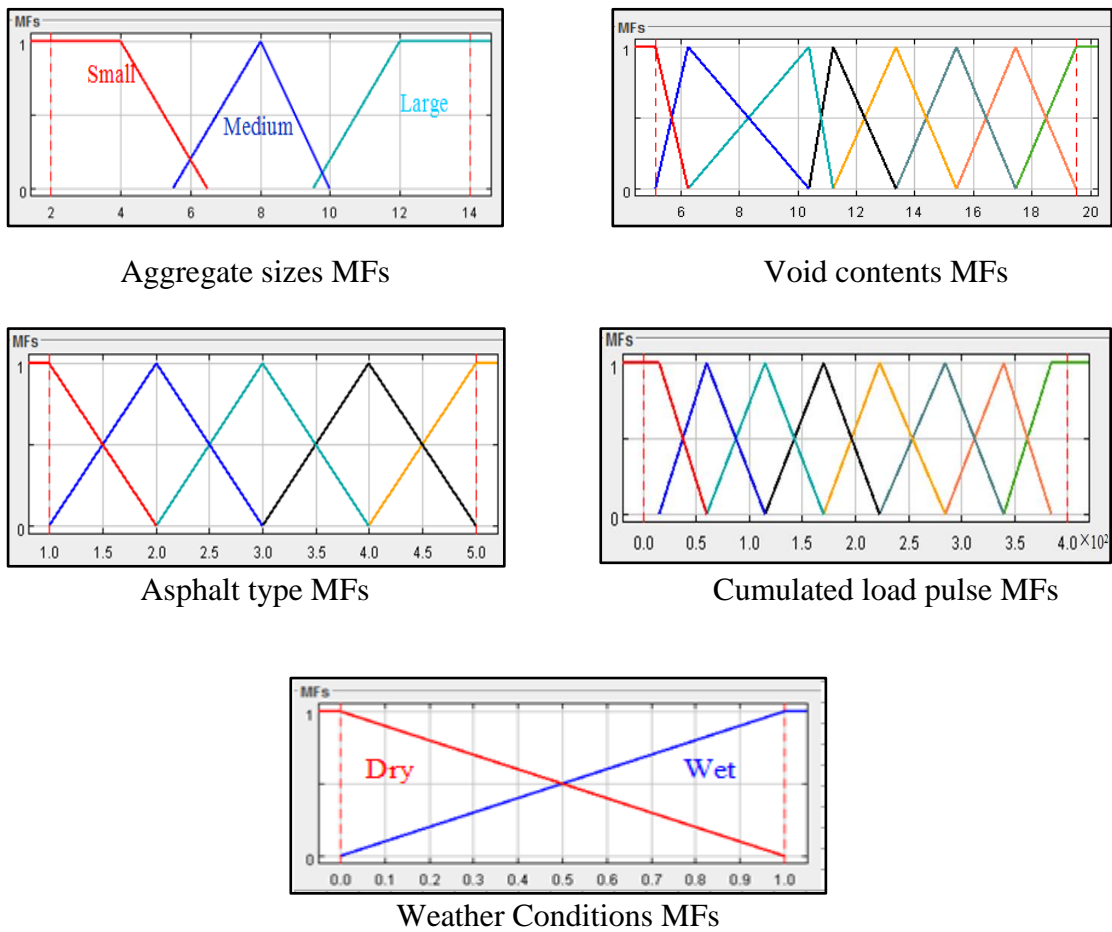 MFs
1
Small
Medium
Large
0
2 4 6 8 10 12 14
Aggregate sizes MFs
MFs
1
0
6 8 10 12 14 16 18 20
Void contents MFs
MFs
1
0
1.0 1.5 2.0 2.5 3.0 3.5 4.0 4.5 5.0
Asphalt type MFs
MFs
1
0
0.0 0.5 1.0 1.5 2.0 2.5 3.0 3.5 4.0 ×10²
Cumulated load pulse MFs
MFs
1
Dry
Wet
0
0.0 0.1 0.2 0.3 0.4 0.5 0.6 0.7 0.8 0.9 1.0
Weather Conditions MFs